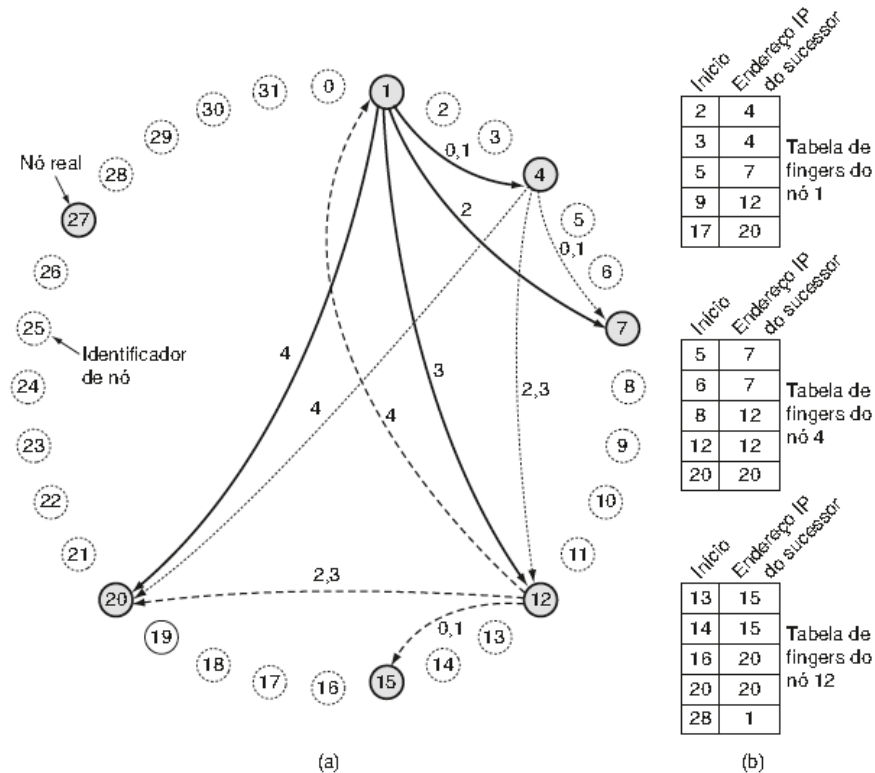 0
1
2
3
4
5
6
7
8
9
10
11
12
13
14
15
16
17
18
19
20
21
22
23
24
25
26
27
28
29
30
31
Nó real
Identificador
de nó
0,1
2
3
4
0,1
2,3
4
0,1
2,3
4
(a)
Início
Endereço IP
do sucessor
2 4
3 4
5 7
9 12
17 20
Tabela de
fingers do
nó 1
Início
Endereço IP
do sucessor
5 7
6 7
8 12
12 12
20 20
Tabela de
fingers do
nó 4
Início
Endereço IP
do sucessor
13 15
14 15
16 20
20 20
28 1
Tabela de
fingers do
nó 12
(b)